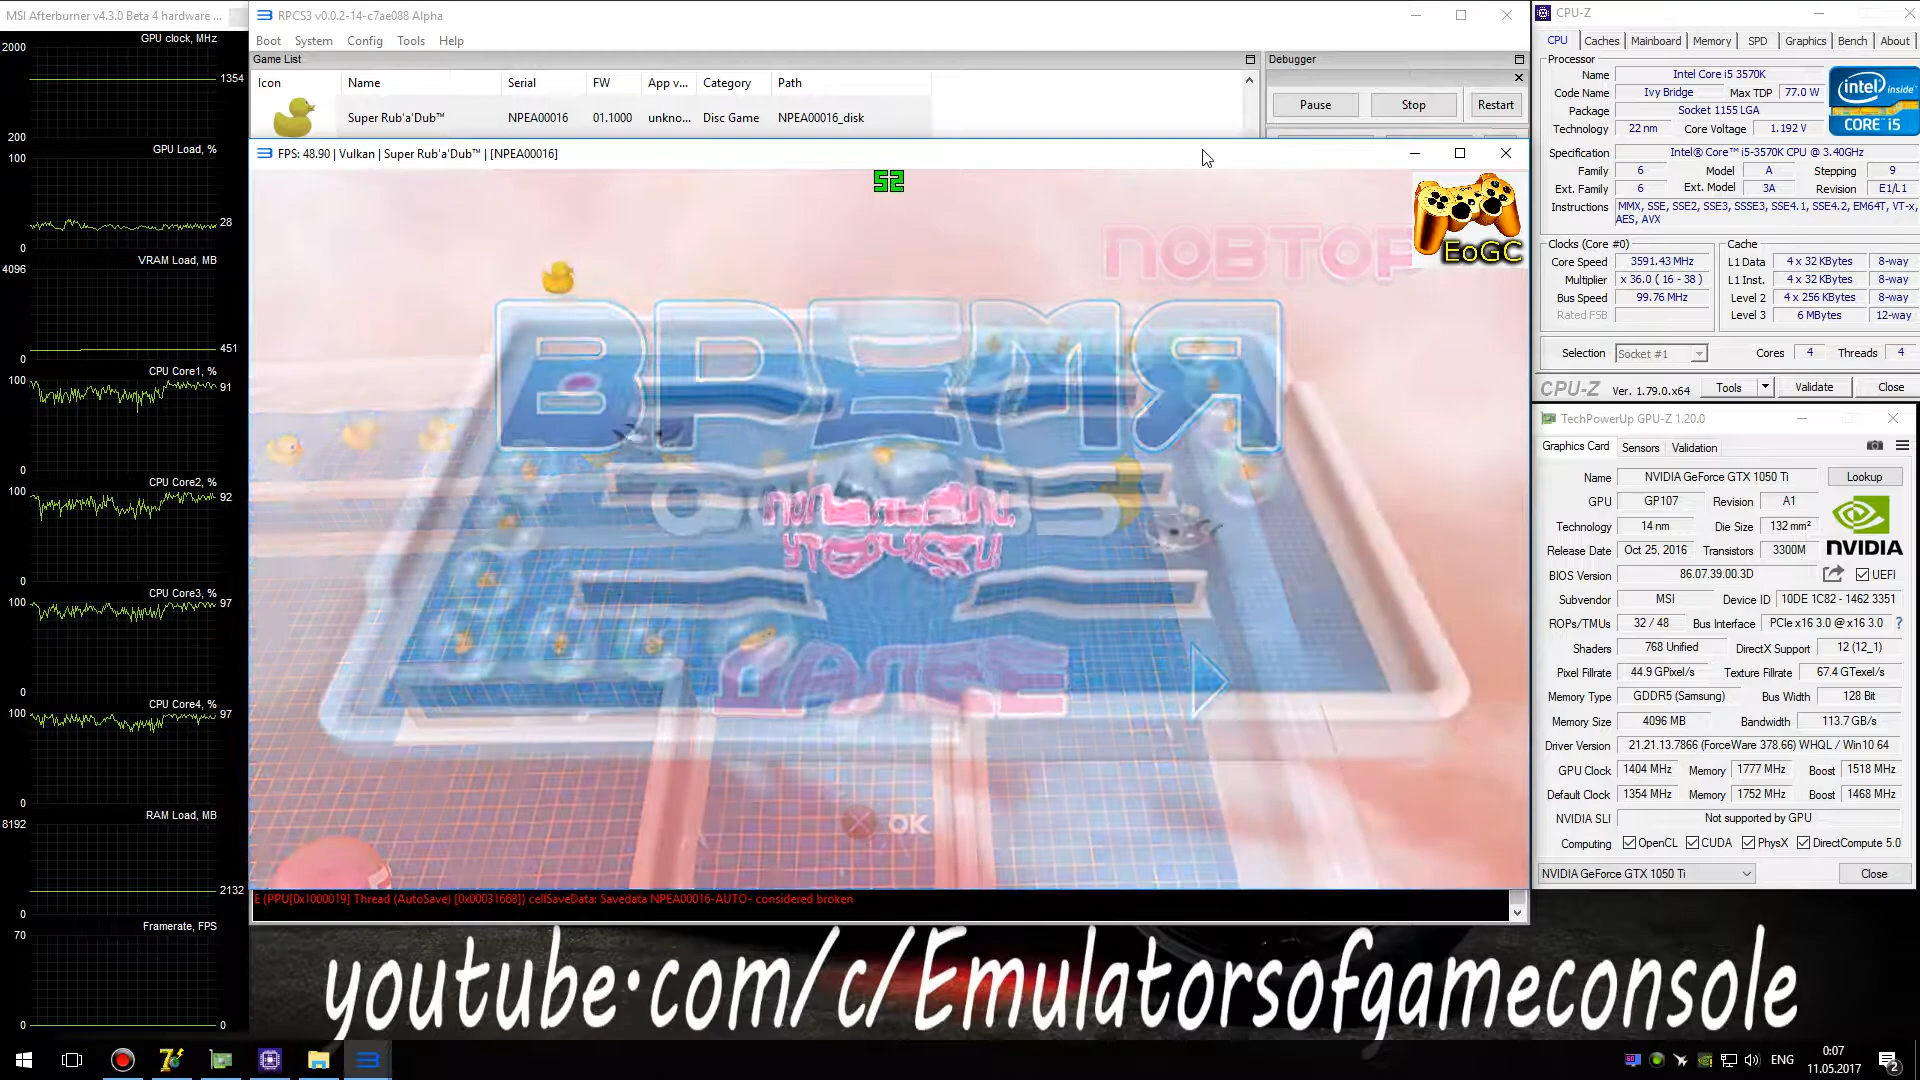 MSI Afterburner v4.3.0 Beta 4 hardware ...
GPU clock, MHz
2000
1354
200
GPU Load, %
100
28
0
VRAM Load, MB
4096
451
0
CPU Core1, %
100
91
0
CPU Core2, %
100
92
0
CPU Core3, %
100
97
0
CPU Core4, %
100
97
0
RAM Load, MB
8192
2132
0
Framerate, FPS
70
0
0
RPCS3 v0.0.2-14-c7ae088 Alpha
Boot System Config Tools Help
Game List
Icon Name Serial FW App v... Category Path
Super Rub'a'Dub™ NPEA00016 01.1000 unkno... Disc Game NPEA00016_disk
Debugger
Pause Stop Restart
FPS: 48.90 | Vulkan | Super Rub'a'Dub™ | [NPEA00016]
52
EoGC
ПОВТОР
ВРЕМЯ
ДАЛЕЕ
OK
E {PPU[0x1000019] Thread (AutoSave) [0x00031668]} cellSaveData: Savedata NPEA00016-AUTO- considered broken
youtube.com/c/Emulatorsofgameconsole
CPU-Z
CPU Caches Mainboard Memory SPD Graphics Bench About
Processor
Name Intel Core i5 3570K
Code Name Ivy Bridge Max TDP 77.0 W
Package Socket 1155 LGA
Technology 22 nm Core Voltage 1.192 V
intel inside™
CORE i5
Specification Intel® Core™ i5-3570K CPU @ 3.40GHz
Family 6 Model A Stepping 9
Ext. Family 6 Ext. Model 3A Revision E1/L1
Instructions MMX, SSE, SSE2, SSE3, SSSE3, SSE4.1, SSE4.2, EM64T, VT-x,
AES, AVX
Clocks (Core #0)
Core Speed 3591.43 MHz
Multiplier x 36.0 ( 16 - 38 )
Bus Speed 99.76 MHz
Rated FSB
Cache
L1 Data 4 x 32 KBytes 8-way
L1 Inst. 4 x 32 KBytes 8-way
Level 2 4 x 256 KBytes 8-way
Level 3 6 MBytes 12-way
Selection Socket #1 Cores 4 Threads 4
CPU-Z Ver. 1.79.0.x64 Tools Validate Close
TechPowerUp GPU-Z 1.20.0
Graphics Card Sensors Validation
Name NVIDIA GeForce GTX 1050 Ti Lookup
GPU GP107 Revision A1
Technology 14 nm Die Size 132 mm²
Release Date Oct 25, 2016 Transistors 3300M
NVIDIA
BIOS Version 86.07.39.00.3D UEFI
Subvendor MSI Device ID 10DE 1C82 - 1462 3351
ROPs/TMUs 32 / 48 Bus Interface PCIe x16 3.0 @ x16 3.0 ?
Shaders 768 Unified DirectX Support 12 (12_1)
Pixel Fillrate 44.9 GPixel/s Texture Fillrate 67.4 GTexel/s
Memory Type GDDR5 (Samsung) Bus Width 128 Bit
Memory Size 4096 MB Bandwidth 113.7 GB/s
Driver Version 21.21.13.7866 (ForceWare 378.66) WHQL / Win10 64
GPU Clock 1404 MHz Memory 1777 MHz Boost 1518 MHz
Default Clock 1354 MHz Memory 1752 MHz Boost 1468 MHz
NVIDIA SLI Not supported by GPU
Computing OpenCL CUDA PhysX DirectCompute 5.0
NVIDIA GeForce GTX 1050 Ti Close
ENG
0:07
11.05.2017
2